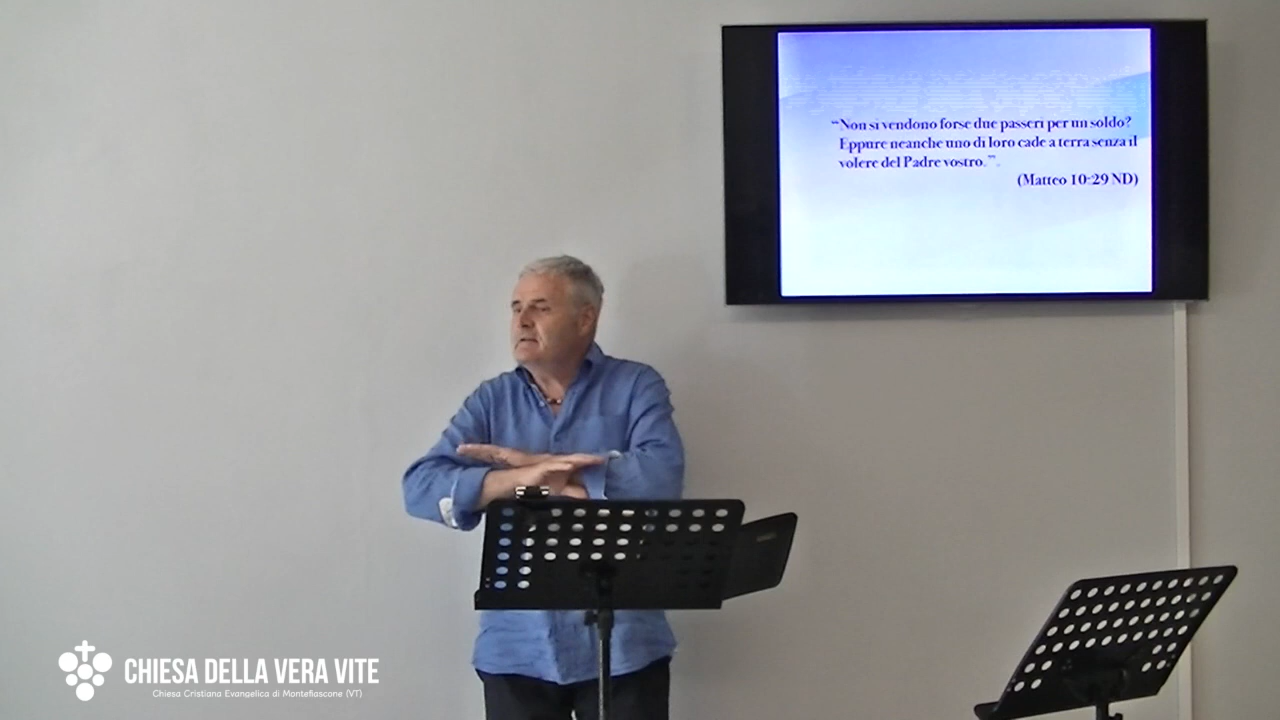 “Non si vendono forse due passeri per un soldo?
Eppure neanche uno di loro cade a terra senza il
volere del Padre vostro.”.
(Matteo 10:29 ND)
CHIESA DELLA VERA VITE
Chiesa Cristiana Evangelica di Montefiascone (VT)